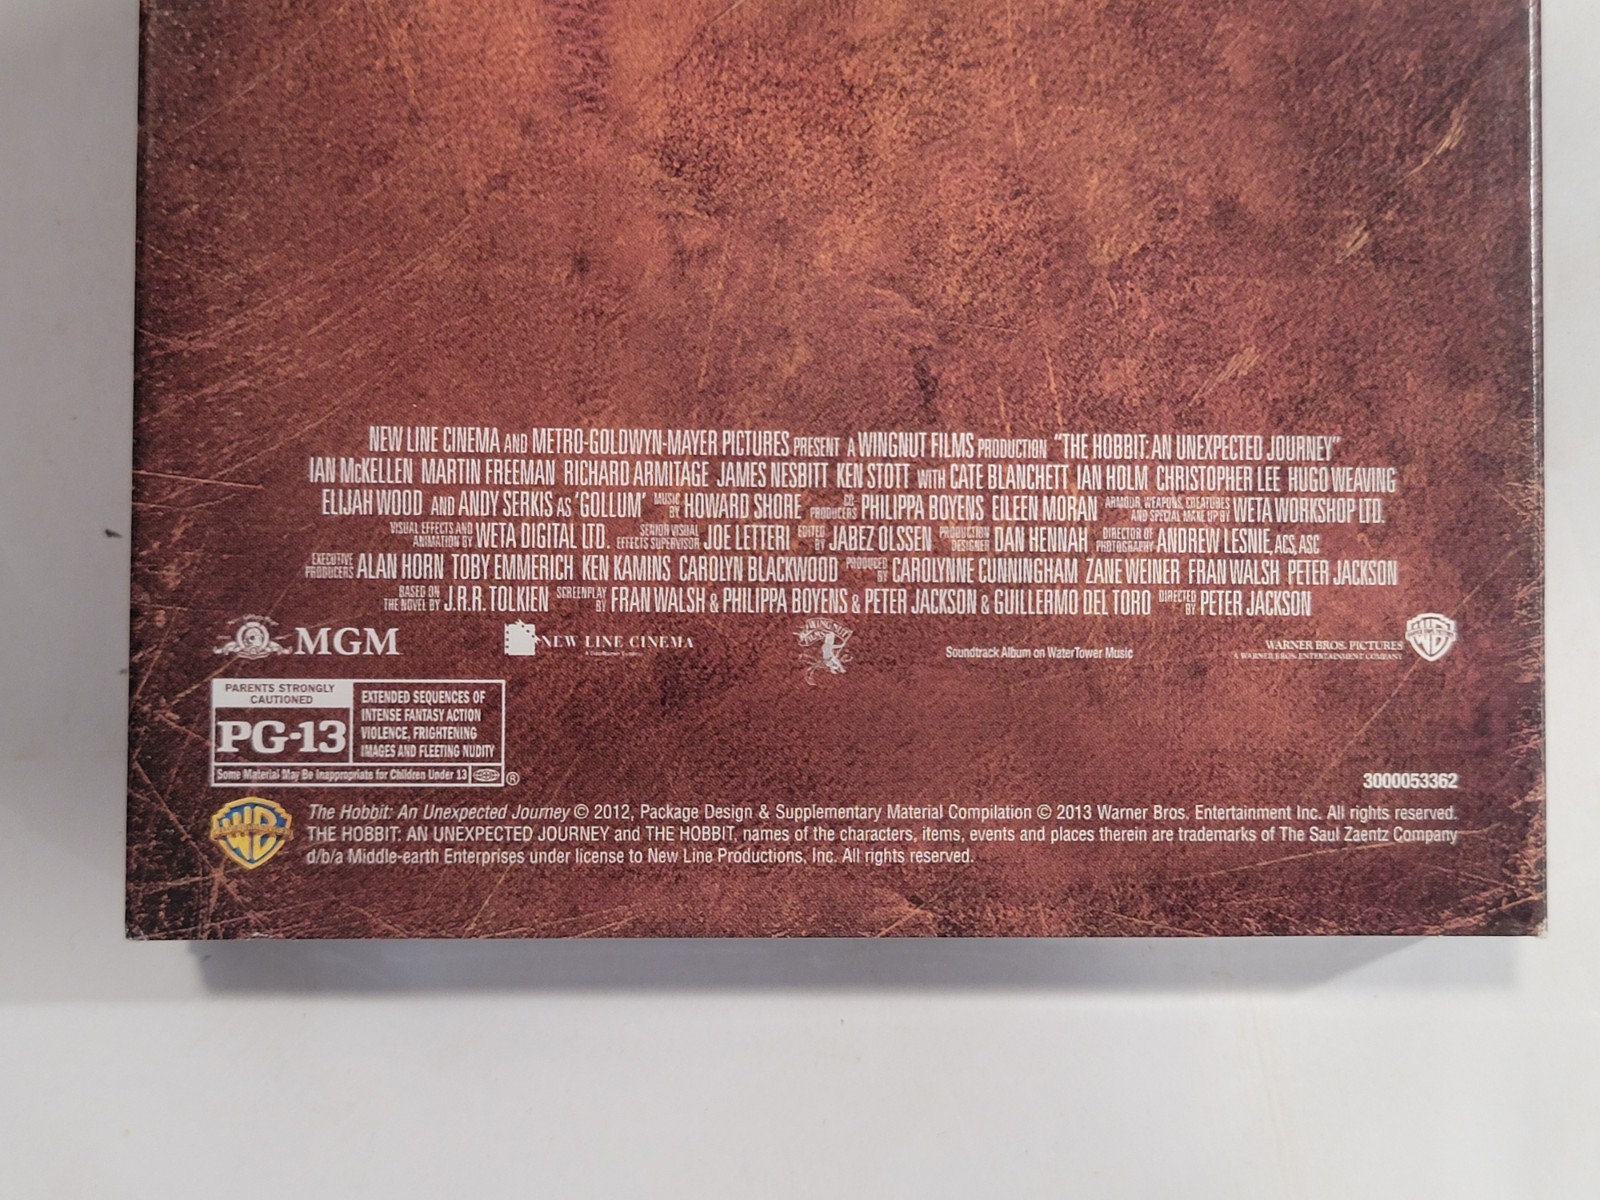 NEW LINE CINEMA AND METRO-GOLDWYN-MAYER PICTURES PRESENT A WINGNUT FILMS PRODUCTION "THE HOBBIT: AN UNEXPECTED JOURNEY"
IAN McKELLEN MARTIN FREEMAN RICHARD ARMITAGE JAMES NESBITT KEN STOTT WITH CATE BLANCHETT IAN HOLM CHRISTOPHER LEE HUGO WEAVING
ELIJAH WOOD AND ANDY SERKIS AS 'GOLLUM' MUSIC BY HOWARD SHORE CO-PRODUCERS PHILIPPA BOYENS EILEEN MORAN ARMOUR, WEAPONS, CREATURES AND SPECIAL MAKE UP BY WETA WORKSHOP LTD.
VISUAL EFFECTS AND ANIMATION BY WETA DIGITAL LTD. SENIOR VISUAL EFFECTS SUPERVISOR JOE LETTERI EDITED BY JABEZ OLSSEN PRODUCTION DESIGNER DAN HENNAH DIRECTOR OF PHOTOGRAPHY ANDREW LESNIE, ACS, ASC
EXECUTIVE PRODUCERS ALAN HORN TOBY EMMERICH KEN KAMINS CAROLYN BLACKWOOD PRODUCED BY CAROLYNNE CUNNINGHAM ZANE WEINER FRAN WALSH PETER JACKSON
BASED ON THE NOVEL BY J.R.R. TOLKIEN SCREENPLAY BY FRAN WALSH & PHILIPPA BOYENS & PETER JACKSON & GUILLERMO DEL TORO DIRECTED BY PETER JACKSON
MGM NEW LINE CINEMA WINGNUT FILMS Soundtrack Album on WaterTower Music WARNER BROS. PICTURES
A WARNER BROS. ENTERTAINMENT COMPANY
PARENTS STRONGLY CAUTIONED
PG-13
EXTENDED SEQUENCES OF
INTENSE FANTASY ACTION
VIOLENCE, FRIGHTENING
IMAGES AND FLEETING NUDITY
Some Material May Be Inappropriate for Children Under 13 ®
3000053362
The Hobbit: An Unexpected Journey © 2012, Package Design & Supplementary Material Compilation © 2013 Warner Bros. Entertainment Inc. All rights reserved.
THE HOBBIT: AN UNEXPECTED JOURNEY and THE HOBBIT, names of the characters, items, events and places therein are trademarks of The Saul Zaentz Company
d/b/a Middle-earth Enterprises under license to New Line Productions, Inc. All rights reserved.